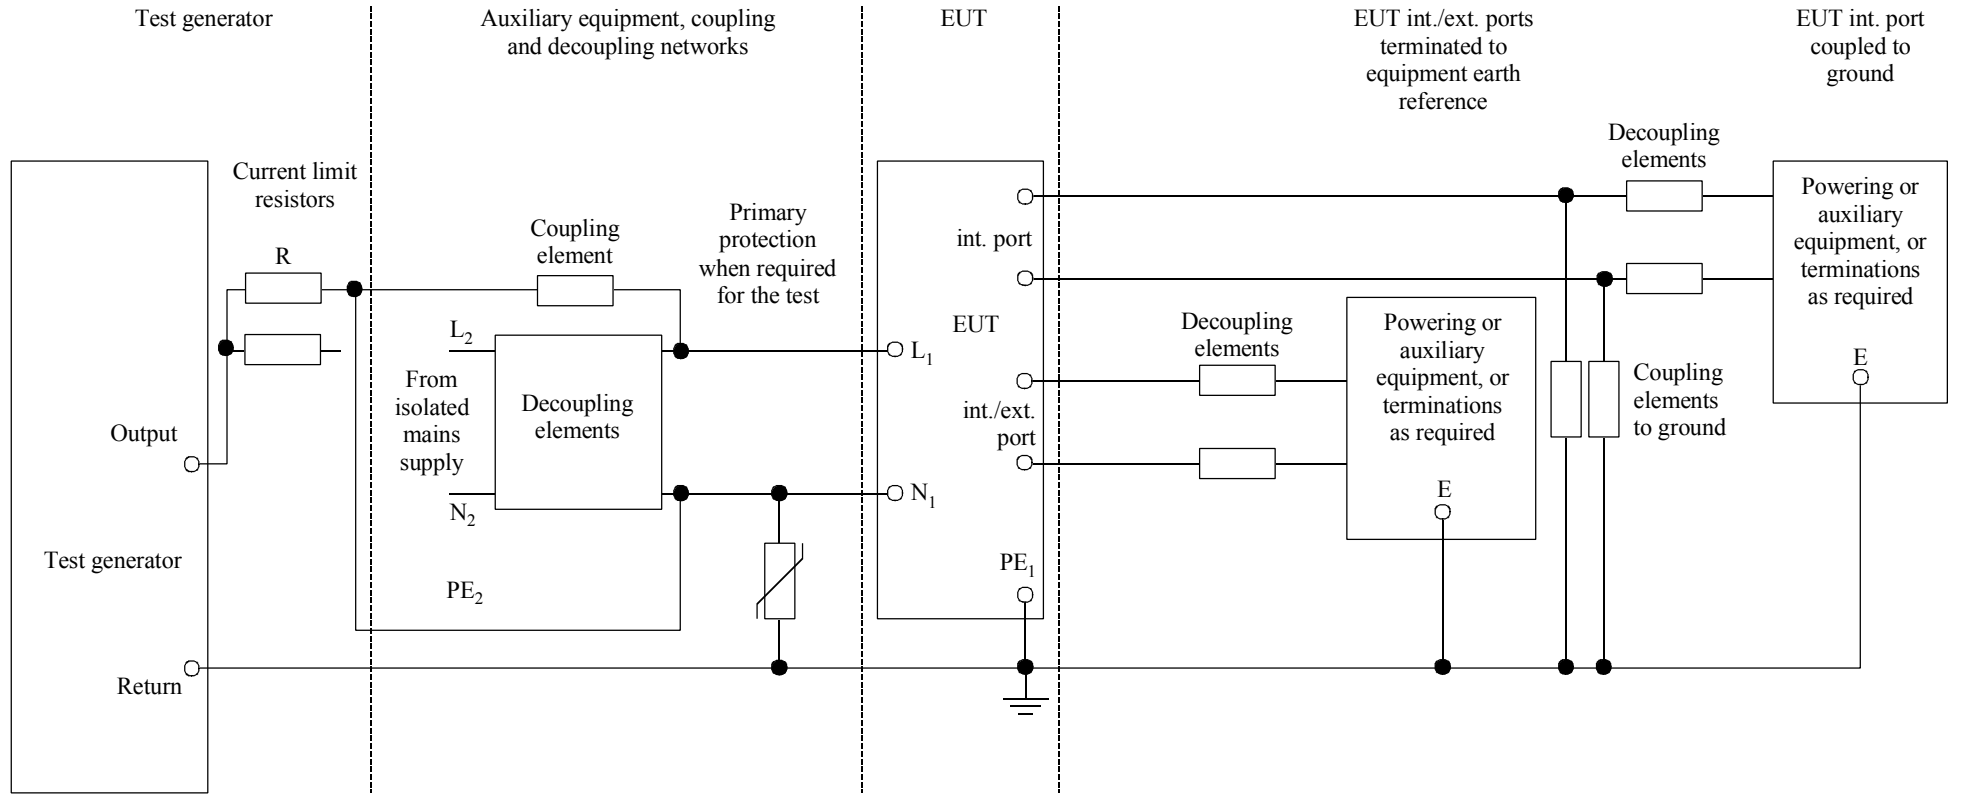 Test generator
Auxiliary equipment, coupling
and decoupling networks
EUT
EUT int./ext. ports
terminated to
equipment earth
reference
EUT int. port
coupled to
ground
Current limit
resistors
R
Output
Test generator
Return
Coupling
element
Primary
protection
when required
for the test
L2
From
isolated
mains
supply
N2
Decoupling
elements
PE2
int. port
EUT
L1
int./ext.
port
N1
PE1
Decoupling
elements
Powering or
auxiliary
equipment, or
terminations
as required
E
Decoupling
elements
Coupling
elements
to ground
Powering or
auxiliary
equipment, or
terminations
as required
E